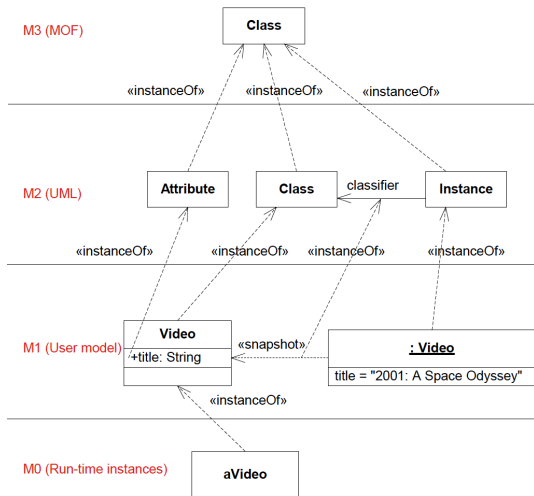 Class
M3 (MOF)
«instanceOf» «instanceOf» «instanceOf»
M2 (UML)
Attribute
Class
classifier
Instance
«instanceOf» «instanceOf» «instanceOf» «instanceOf»
M1 (User model)
Video
+title: String
«snapshot»
: Video
title = "2001: A Space Odyssey"
«instanceOf»
M0 (Run-time instances)
aVideo